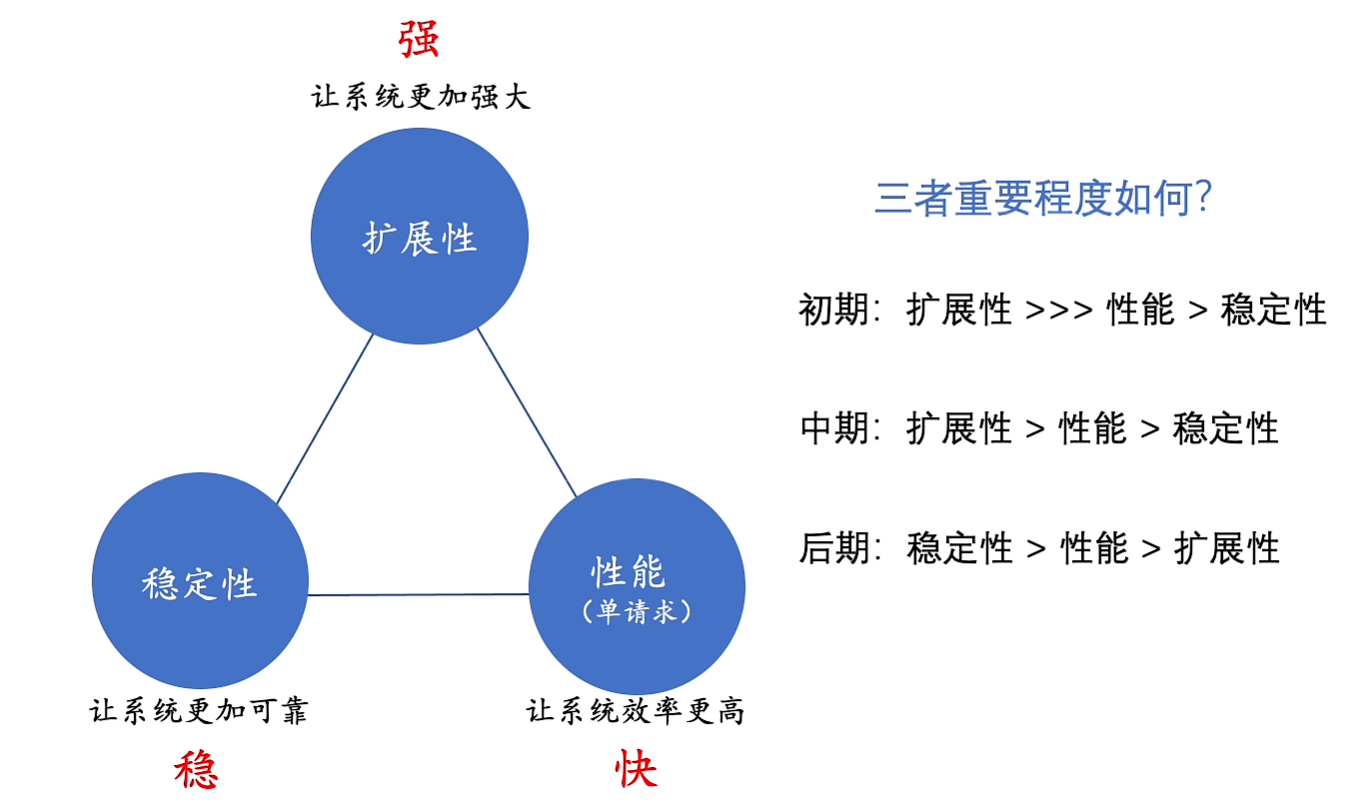 强
让系统更加强大
扩展性
稳定性
让系统更加可靠
稳
性能
（单请求）
让系统效率更高
快
三者重要程度如何？
初期：扩展性 >>> 性能 > 稳定性
中期：扩展性 > 性能 > 稳定性
后期：稳定性 > 性能 > 扩展性